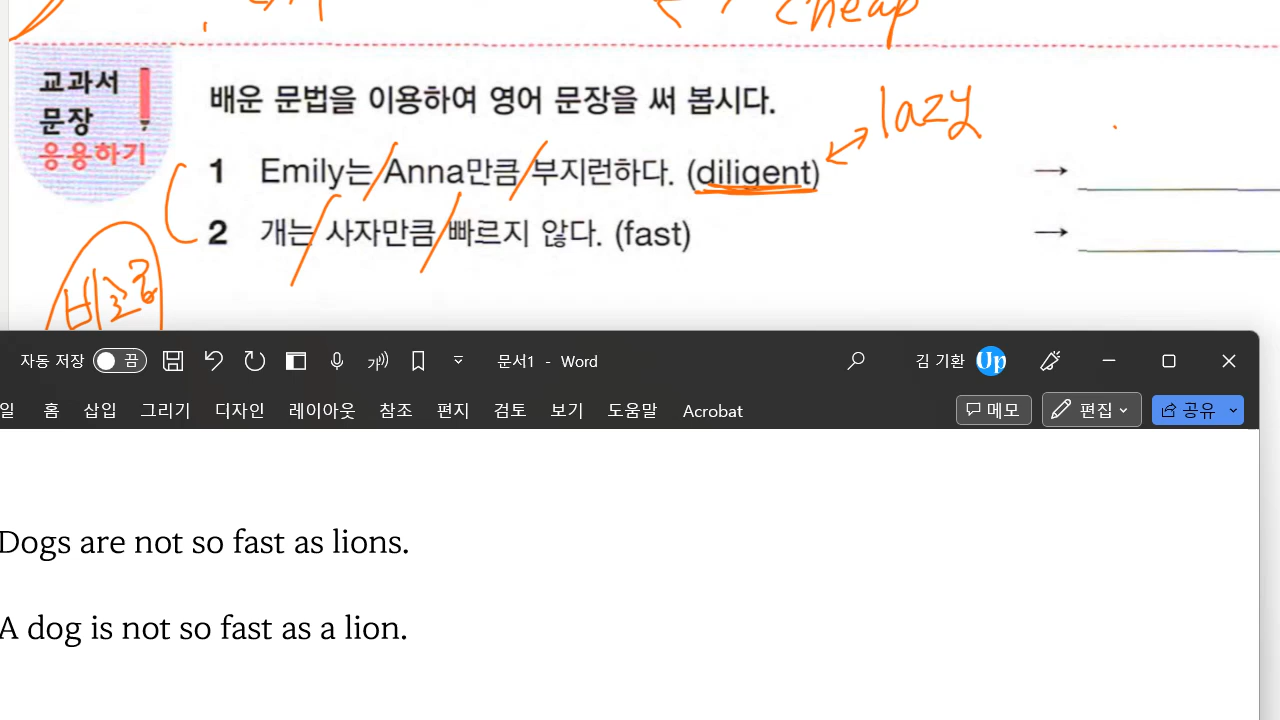 cheap
교과서
문장
응용하기
배운 문법을 이용하여 영어 문장을 써 봅시다.
lazy
1 Emily는 / Anna만큼 / 부지런하다. (diligent) →
2 개는 / 사자만큼 / 빠르지 않다. (fast) →
자동 저장 끔 가)) 문서1 - Word 김 기환 Up
일 홈 삽입 그리기 디자인 레이아웃 참조 편지 검토 보기 도움말 Acrobat 메모 편집 공유
Dogs are not so fast as lions.
A dog is not so fast as a lion.